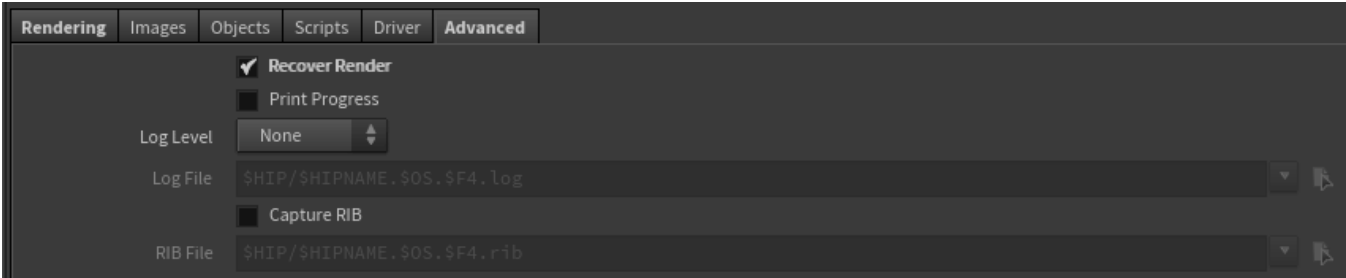 Rendering Images Objects Scripts Driver Advanced
Recover Render
Print Progress
Log Level None
Log File $HIP/$HIPNAME.$OS.$F4.log
Capture RIB
RIB File $HIP/$HIPNAME.$OS.$F4.rib